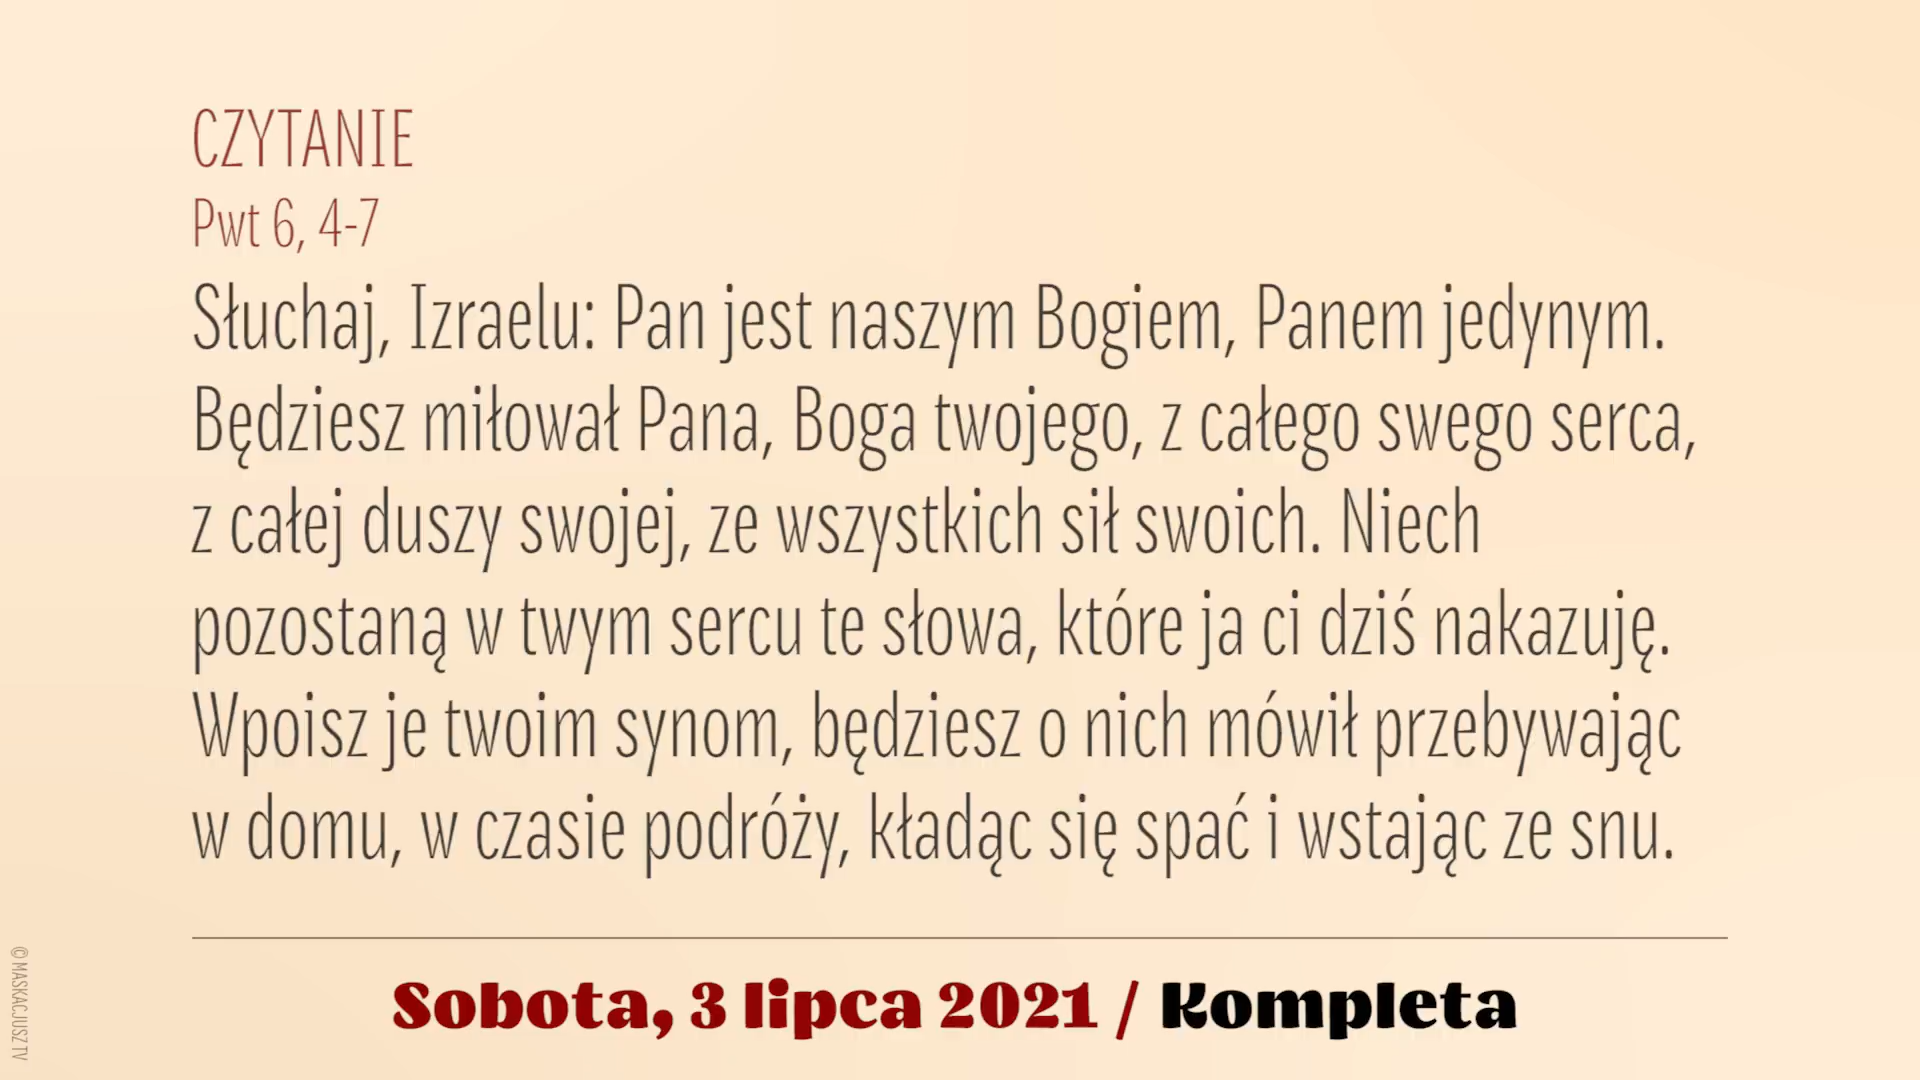 CZYTANIE
Pwt 6, 4-7
Słuchaj, Izraelu: Pan jest naszym Bogiem, Panem jedynym.
Będziesz miłował Pana, Boga twojego, z całego swego serca,
z całej duszy swojej, ze wszystkich sił swoich. Niech
pozostaną w twym sercu te słowa, które ja ci dziś nakazuję.
Wpoisz je twoim synom, będziesz o nich mówił przebywając
w domu, w czasie podróży, kładąc się spać i wstając ze snu.
Sobota, 3 lipca 2021 / Kompleta
© MASKACJUSZ TV